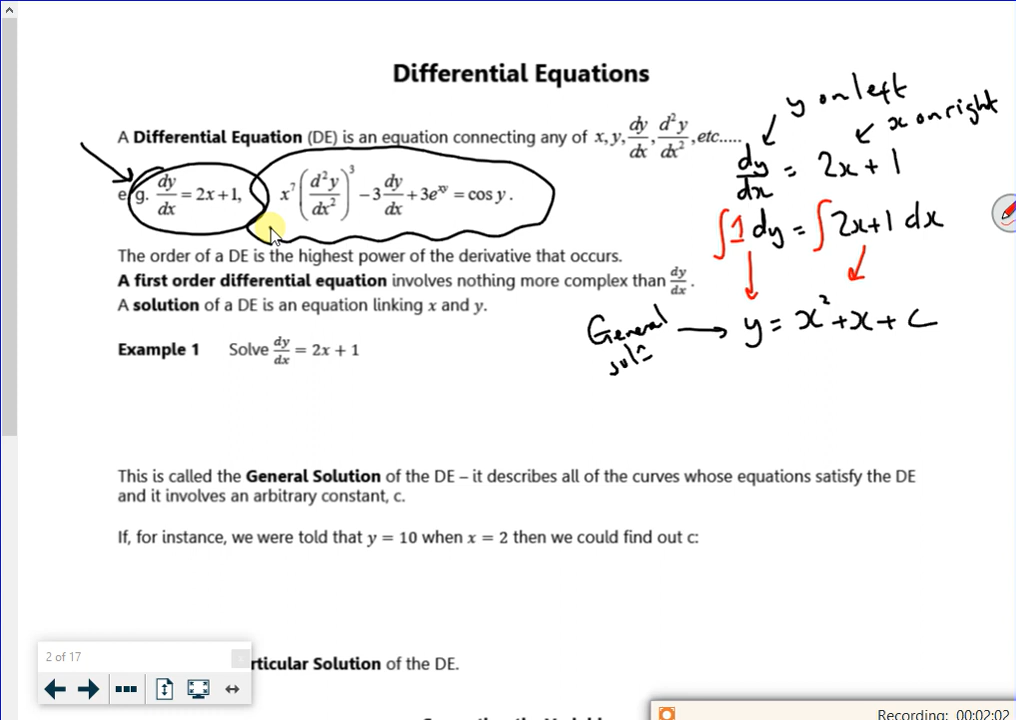 Differential Equations
y on left
x on right
A Differential Equation (DE) is an equation connecting any of x, y, dy/dx, d²y/dx², etc.....
dy/dx = 2x + 1
e.g. dy/dx = 2x+1, x⁷(d²y/dx²)³ − 3 dy/dx + 3eˣʸ = cos y.
∫1 dy = ∫2x+1 dx
The order of a DE is the highest power of the derivative that occurs.
A first order differential equation involves nothing more complex than dy/dx.
A solution of a DE is an equation linking x and y.
General soln
y = x² + x + c
Example 1 Solve dy/dx = 2x + 1
This is called the General Solution of the DE – it describes all of the curves whose equations satisfy the DE
and it involves an arbitrary constant, c.
If, for instance, we were told that y = 10 when x = 2 then we could find out c:
2 of 17
rticular Solution of the DE.
Recording: 00:02:02